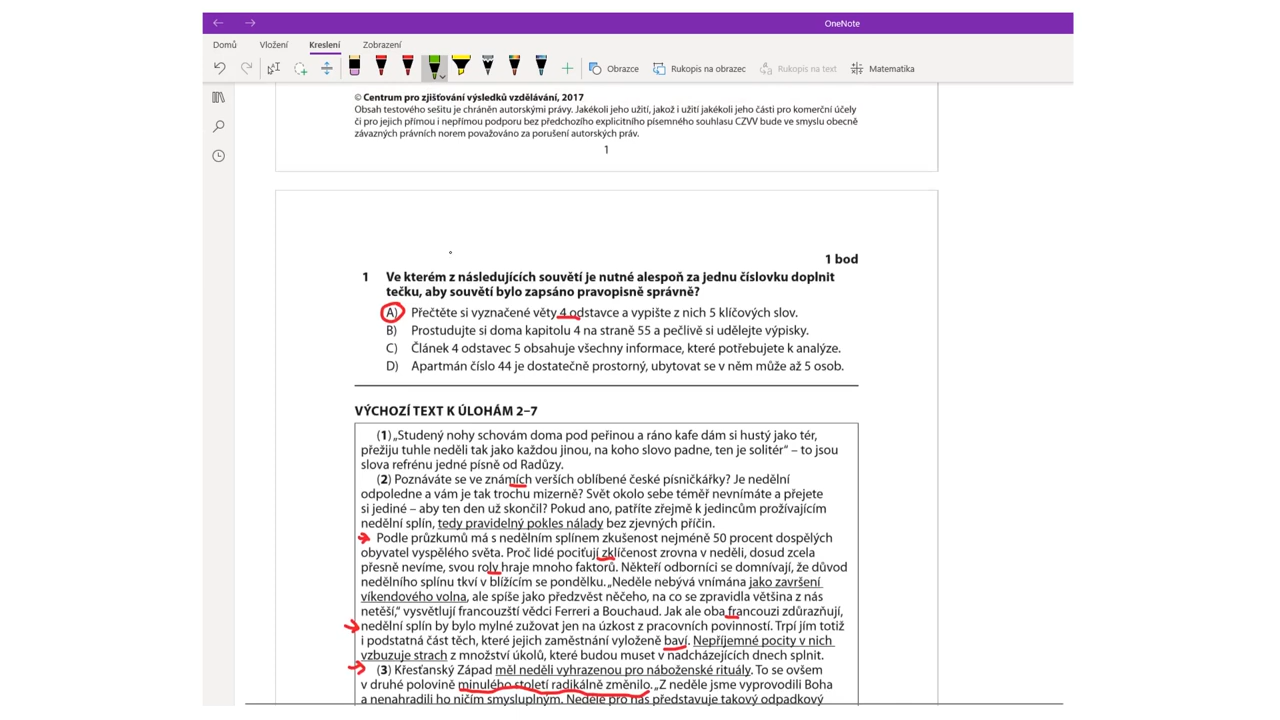 OneNote
Domů Vložení Kreslení Zobrazení
Obrazce Rukopis na obrazec Rukopis na text Matematika
© Centrum pro zjišťování výsledků vzdělávání, 2017
Obsah testového sešitu je chráněn autorskými právy. Jakékoli jeho užití, jakož i užití jakékoli jeho části pro komerční účely
či pro jejich přímou i nepřímou podporu bez předchozího explicitního písemného souhlasu CZVV bude ve smyslu obecně
závazných právních norem považováno za porušení autorských práv.
1
1 bod
1 Ve kterém z následujících souvětí je nutné alespoň za jednu číslovku doplnit
tečku, aby souvětí bylo zapsáno pravopisně správně?
A) Přečtěte si vyznačené věty 4 odstavce a vypište z nich 5 klíčových slov.
B) Prostudujte si doma kapitolu 4 na straně 55 a pečlivě si udělejte výpisky.
C) Článek 4 odstavec 5 obsahuje všechny informace, které potřebujete k analýze.
D) Apartmán číslo 44 je dostatečně prostorný, ubytovat se v něm může až 5 osob.
VÝCHOZÍ TEXT K ÚLOHÁM 2–7
(1) „Studený nohy schovám doma pod peřinou a ráno kafe dám si hustý jako tér,
přežiju tuhle neděli tak jako každou jinou, na koho slovo padne, ten je solitér“ – to jsou
slova refrénu jedné písně od Radůzy.
(2) Poznáváte se ve známích verších oblíbené české písničkářky? Je nedělní
odpoledne a vám je tak trochu mizerně? Svět okolo sebe téměř nevnímáte a přejete
si jediné – aby ten den už skončil? Pokud ano, patříte zřejmě k jedincům prožívajícím
nedělní splín, tedy pravidelný pokles nálady bez zjevných příčin.
Podle průzkumů má s nedělním splínem zkušenost nejméně 50 procent dospělých
obyvatel vyspělého světa. Proč lidé pociťují zklíčenost zrovna v neděli, dosud zcela
přesně nevíme, svou roly hraje mnoho faktorů. Někteří odborníci se domnívají, že důvod
nedělního splínu tkví v blížícím se pondělku. „Neděle nebývá vnímána jako završení
víkendového volna, ale spíše jako předzvěst něčeho, na co se zpravidla většina z nás
netěší,“ vysvětlují francouzští vědci Ferreri a Bouchaud. Jak ale oba francouzi zdůrazňují,
nedělní splín by bylo mylné zužovat jen na úzkost z pracovních povinností. Trpí jím totiž
i podstatná část těch, které jejich zaměstnání vyloženě baví. Nepříjemné pocity v nich
vzbuzuje strach z množství úkolů, které budou muset v nadcházejících dnech splnit.
(3) Křesťanský Západ měl neděli vyhrazenou pro náboženské rituály. To se ovšem
v druhé polovině minulého století radikálně změnilo. „Z neděle jsme vyprovodili Boha
a nenahradili ho ničím smysluplným. Neděle pro nás představuje takový odpadkový